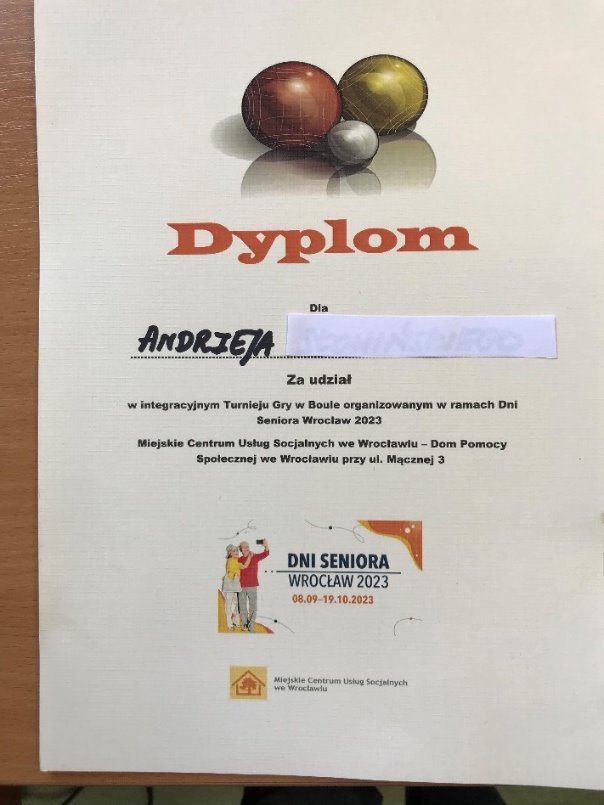 Dyplom
Dla
ANDRZEJA
Za udział
w integracyjnym Turnieju Gry w Boule organizowanym w ramach Dni
Seniora Wrocław 2023
Miejskie Centrum Usług Socjalnych we Wrocławiu – Dom Pomocy
Społecznej we Wrocławiu przy ul. Mącznej 3
DNI SENIORA
WROCŁAW 2023
08.09–19.10.2023
Miejskie Centrum Usług Socjalnych
we Wrocławiu